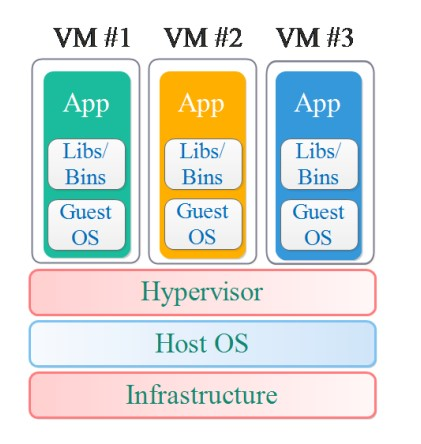 VM #1 VM #2 VM #3
App App App
Libs/ Libs/ Libs/
Bins Bins Bins
Guest Guest Guest
OS OS OS
Hypervisor
Host OS
Infrastructure